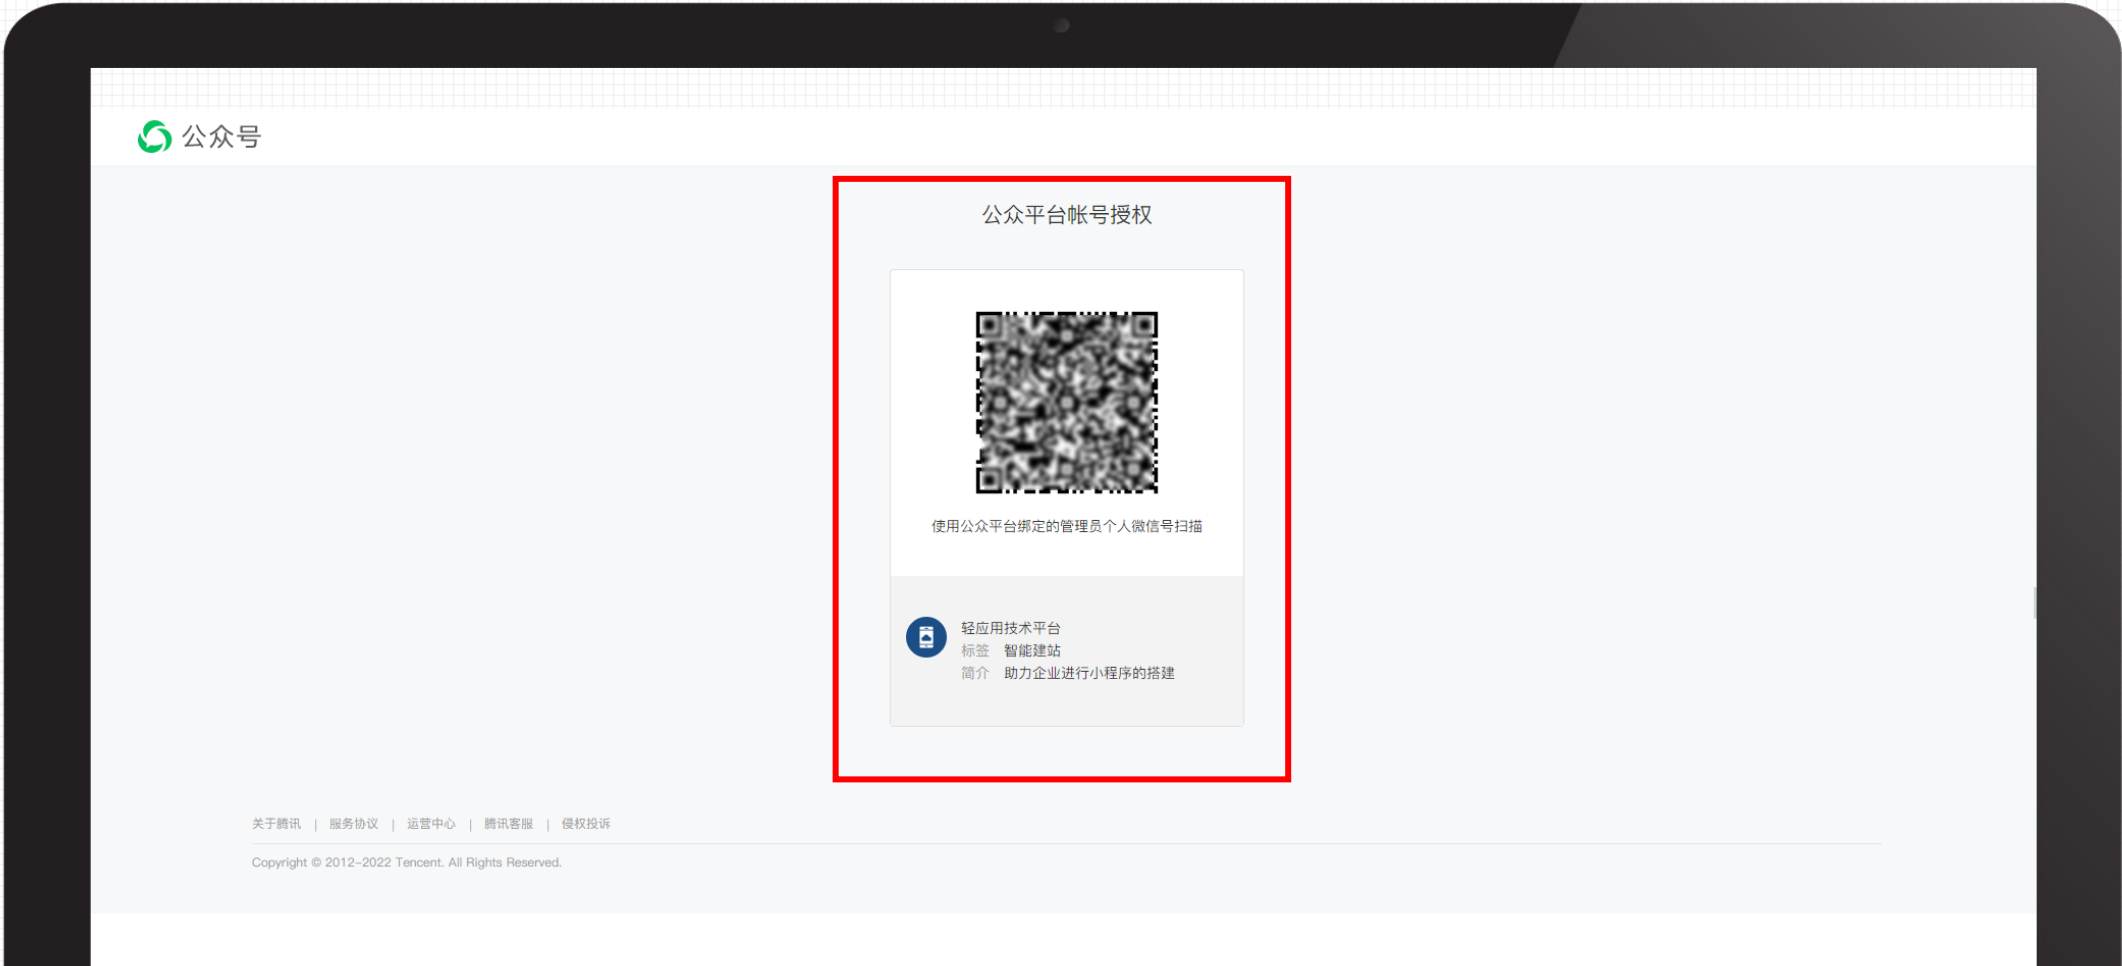 公众号
公众平台帐号授权
使用公众平台绑定的管理员个人微信号扫描
轻应用技术平台
标签 智能建站
简介 助力企业进行小程序的搭建
关于腾讯 | 服务协议 | 运营中心 | 腾讯客服 | 侵权投诉
Copyright © 2012-2022 Tencent. All Rights Reserved.